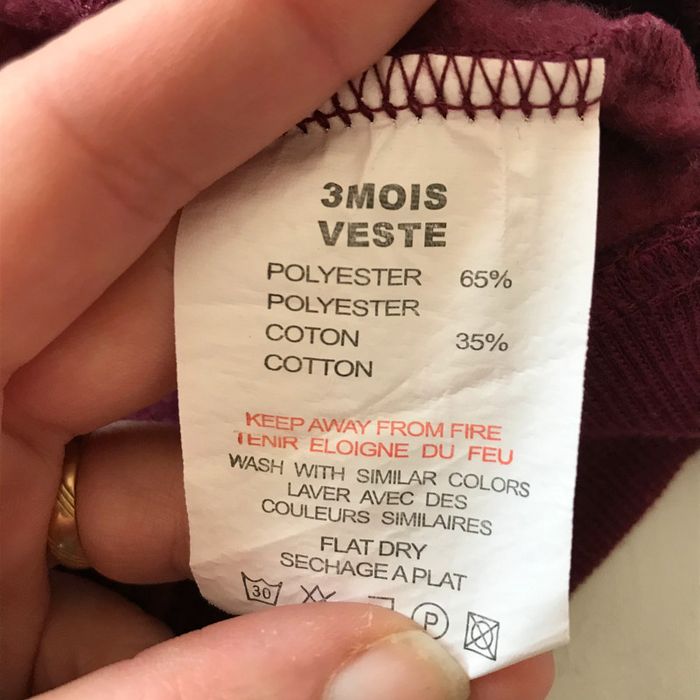 3MOIS
VESTE
POLYESTER 65%
POLYESTER
COTON 35%
COTTON
KEEP AWAY FROM FIRE
TENIR ELOIGNE DU FEU
WASH WITH SIMILAR COLORS
LAVER AVEC DES
COULEURS SIMILAIRES
FLAT DRY
SECHAGE A PLAT
30 P